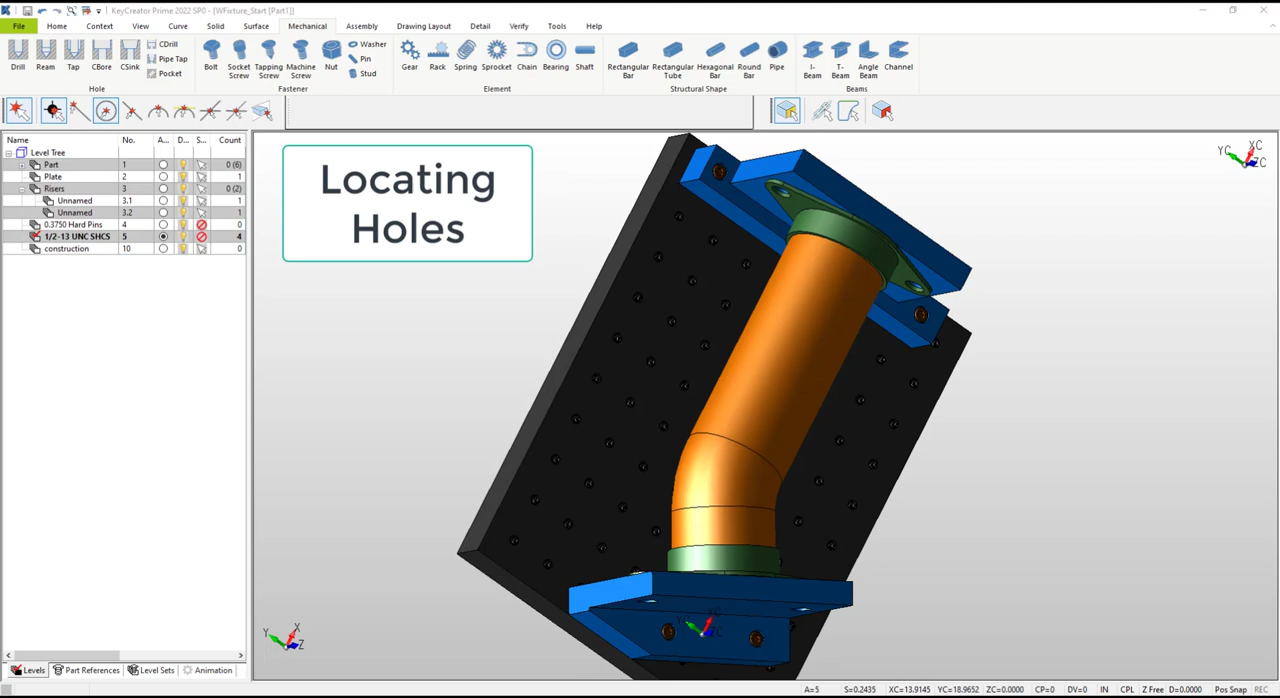 KeyCreator Prime 2022 SP0 - [WFixture_Start [Part1]]
File Home Context View Curve Solid Surface Mechanical Assembly Drawing Layout Detail Verify Tools Help
Drill Ream Tap CBore CSink CDrill Pipe Tap Pocket
Hole
Bolt Socket Screw Tapping Screw Machine Screw Nut Washer Pin Stud
Fastener
Gear Rack Spring Sprocket Chain Bearing Shaft
Element
Rectangular Bar Rectangular Tube Hexagonal Bar Round Bar Pipe
Structural Shape
I-Beam T-Beam Angle Beam Channel
Beams
Name No. A... D... S... Count
Level Tree
Part 1 0 (6)
Plate 2 1
Risers 3 0 (2)
Unnamed 3.1 1
Unnamed 3.2 1
0.3750 Hard Pins 4 0
1/2-13 UNC SHCS 5 4
construction 10 0
Locating
Holes
YC XC ZC
YC XC ZC
Y X Z
Levels Part References Level Sets Animation
A=5 S=0.2435 XC=13.9145 YC=18.9652 ZC=0.0000 CP=0 DV=0 IN CPL Z Free D=0.0000 Pos Snap REC